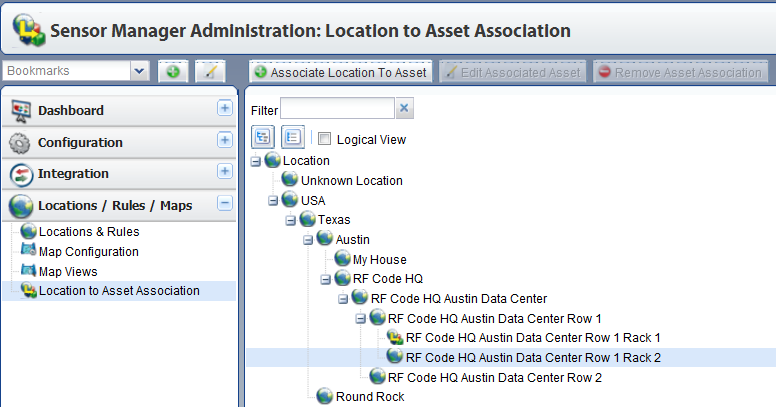 Sensor Manager Administration: Location to Asset Association
Bookmarks
Associate Location To Asset
Edit Associated Asset
Remove Asset Association
Dashboard
Configuration
Integration
Locations / Rules / Maps
Locations & Rules
Map Configuration
Map Views
Location to Asset Association
Filter
Logical View
Location
Unknown Location
USA
Texas
Austin
My House
RF Code HQ
RF Code HQ Austin Data Center
RF Code HQ Austin Data Center Row 1
RF Code HQ Austin Data Center Row 1 Rack 1
RF Code HQ Austin Data Center Row 1 Rack 2
RF Code HQ Austin Data Center Row 2
Round Rock